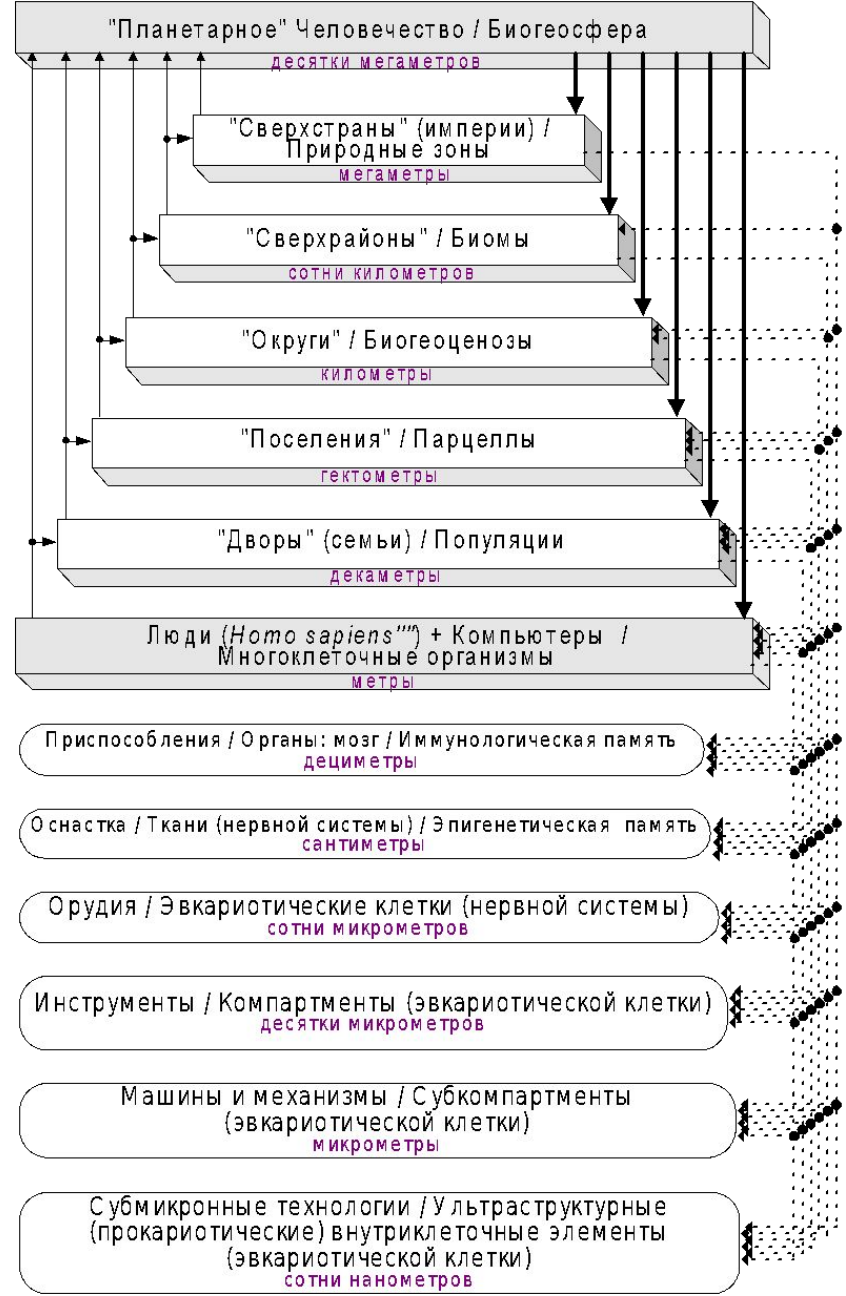 "Планетарное" Человечество / Биогеосфера
десятки мегаметров
"Сверхстраны" (империи) /
Природные зоны
мегаметры
"Сверхрайоны" / Биомы
сотни километров
"Округи" / Биогеоценозы
километры
"Поселения" / Парцеллы
гектометры
"Дворы" (семьи) / Популяции
декаметры
Люди (Homo sapiens"") + Компьютеры /
Многоклеточные организмы
метры
Приспособления / Органы: мозг / Иммунологическая память
дециметры
Оснастка / Ткани (нервной системы) / Эпигенетическая память
сантиметры
Орудия / Эвкариотические клетки (нервной системы)
сотни микрометров
Инструменты / Компартменты (эвкариотической клетки)
десятки микрометров
Машины и механизмы / Субкомпартменты
(эвкариотической клетки)
микрометры
Субмикронные технологии / Ультраструктурные
(прокариотические) внутриклеточные элементы
(эвкариотической клетки)
сотни нанометров